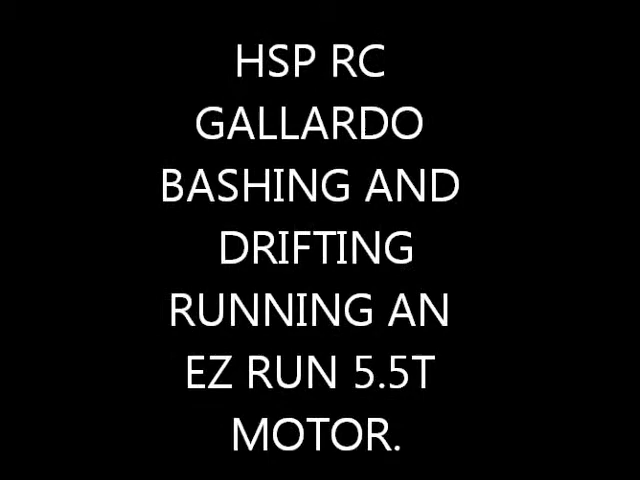 HSP RC
GALLARDO
BASHING AND
DRIFTING
RUNNING AN
EZ RUN 5.5T
MOTOR.